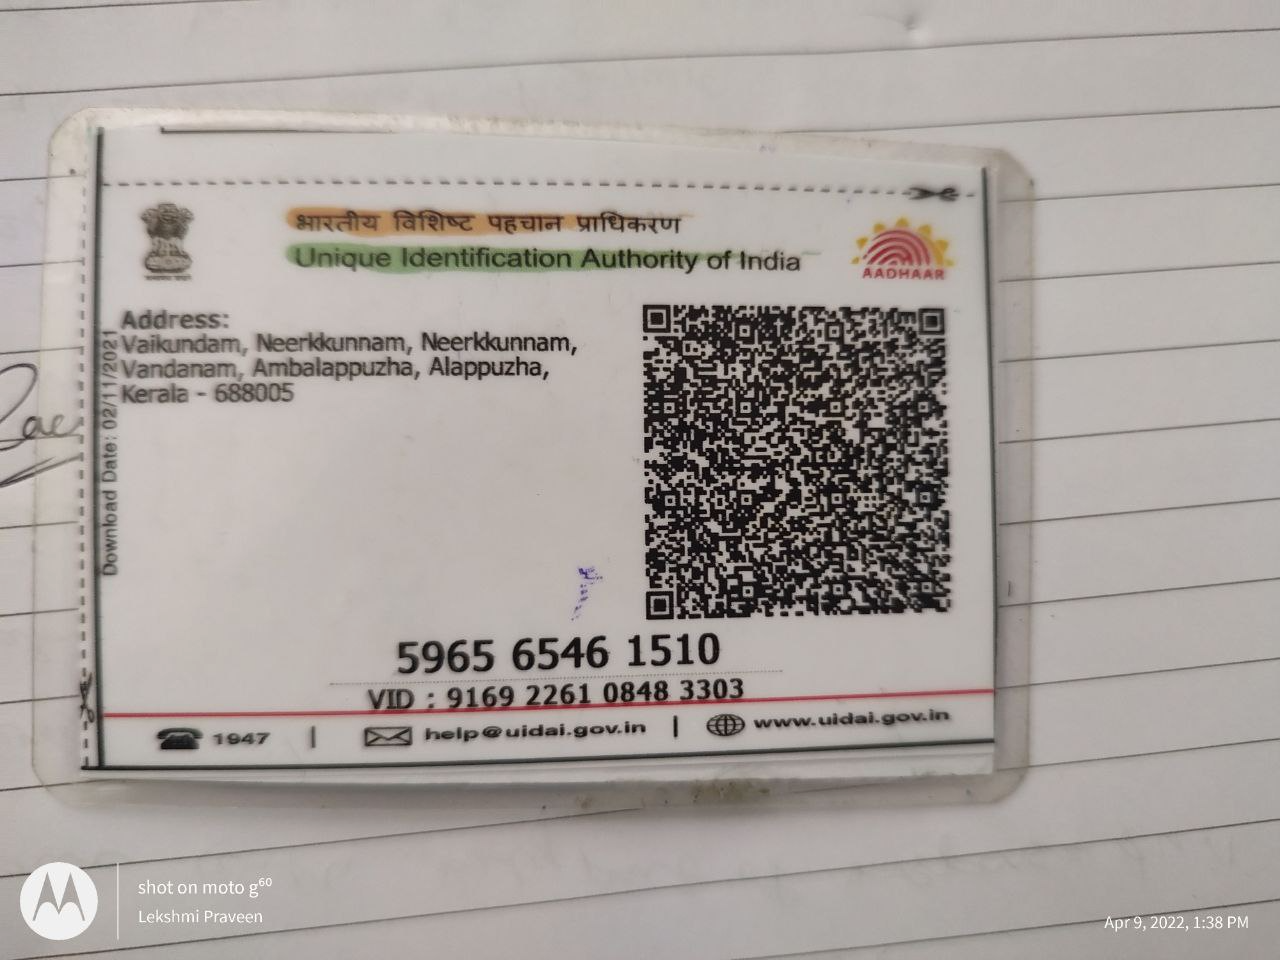 भारतीय विशिष्ट पहचान प्राधिकरण
Unique Identification Authority of India
AADHAAR
Address:
Vaikundam, Neerkkunnam, Neerkkunnam,
Vandanam, Ambalappuzha, Alappuzha,
Kerala - 688005
Download Date: 02/11/2021
5965 6546 1510
VID : 9169 2261 0848 3303
1947 | help@uidai.gov.in | www.uidai.gov.in
shot on moto g60
Lekshmi Praveen
Apr 9, 2022, 1:38 PM